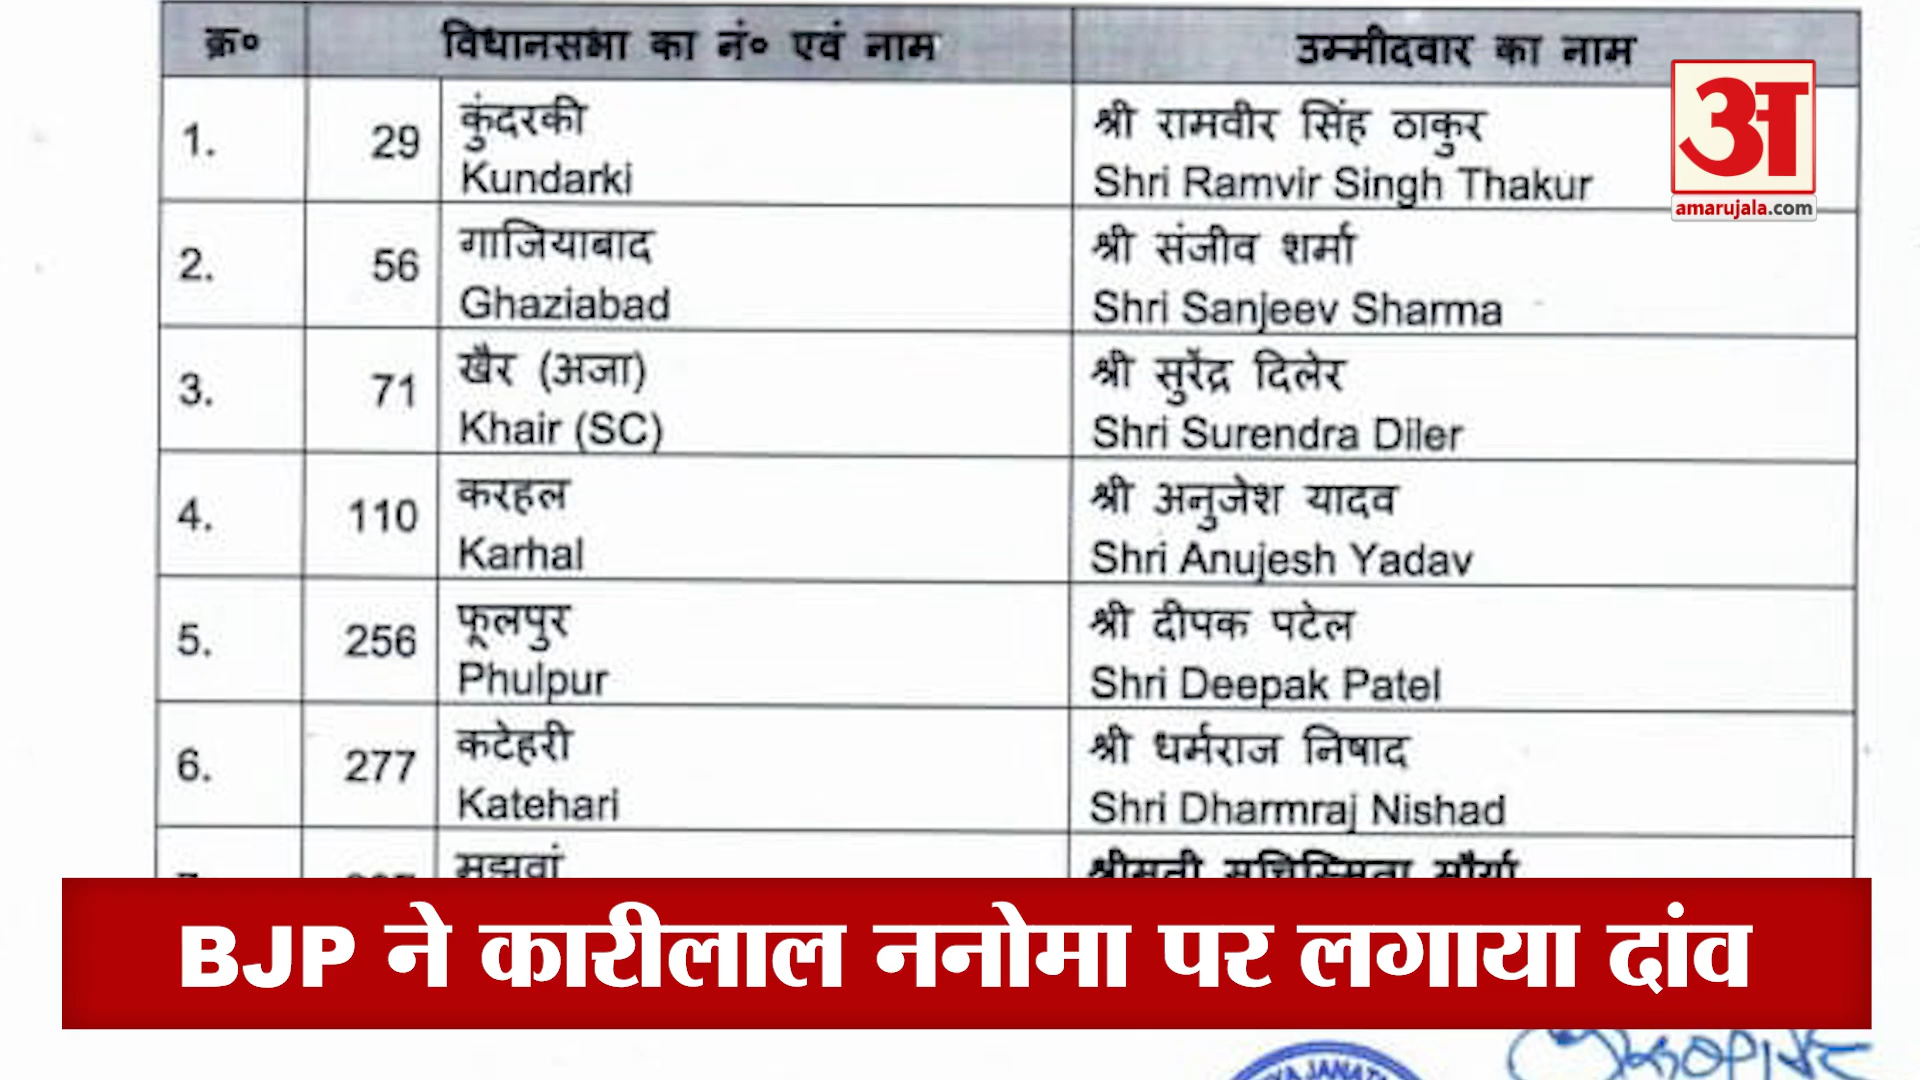 क्र० विधानसभा का नं० एवं नाम उम्मीदवार का नाम
अ
amarujala.com
1. 29 कुंदरकी श्री रामवीर सिंह ठाकुर
Kundarki Shri Ramvir Singh Thakur
2. 56 गाजियाबाद श्री संजीव शर्मा
Ghaziabad Shri Sanjeev Sharma
3. 71 खैर (अजा) श्री सुरेंद्र दिलेर
Khair (SC) Shri Surendra Diler
4. 110 करहल श्री अनुजेश यादव
Karhal Shri Anujesh Yadav
5. 256 फूलपुर श्री दीपक पटेल
Phulpur Shri Deepak Patel
6. 277 कटेहरी श्री धर्मराज निषाद
Katehari Shri Dharmraj Nishad
मझवां श्रीमती सुचिस्मिता मौर्या
BJP ने कारीलाल ननोमा पर लगाया दांव